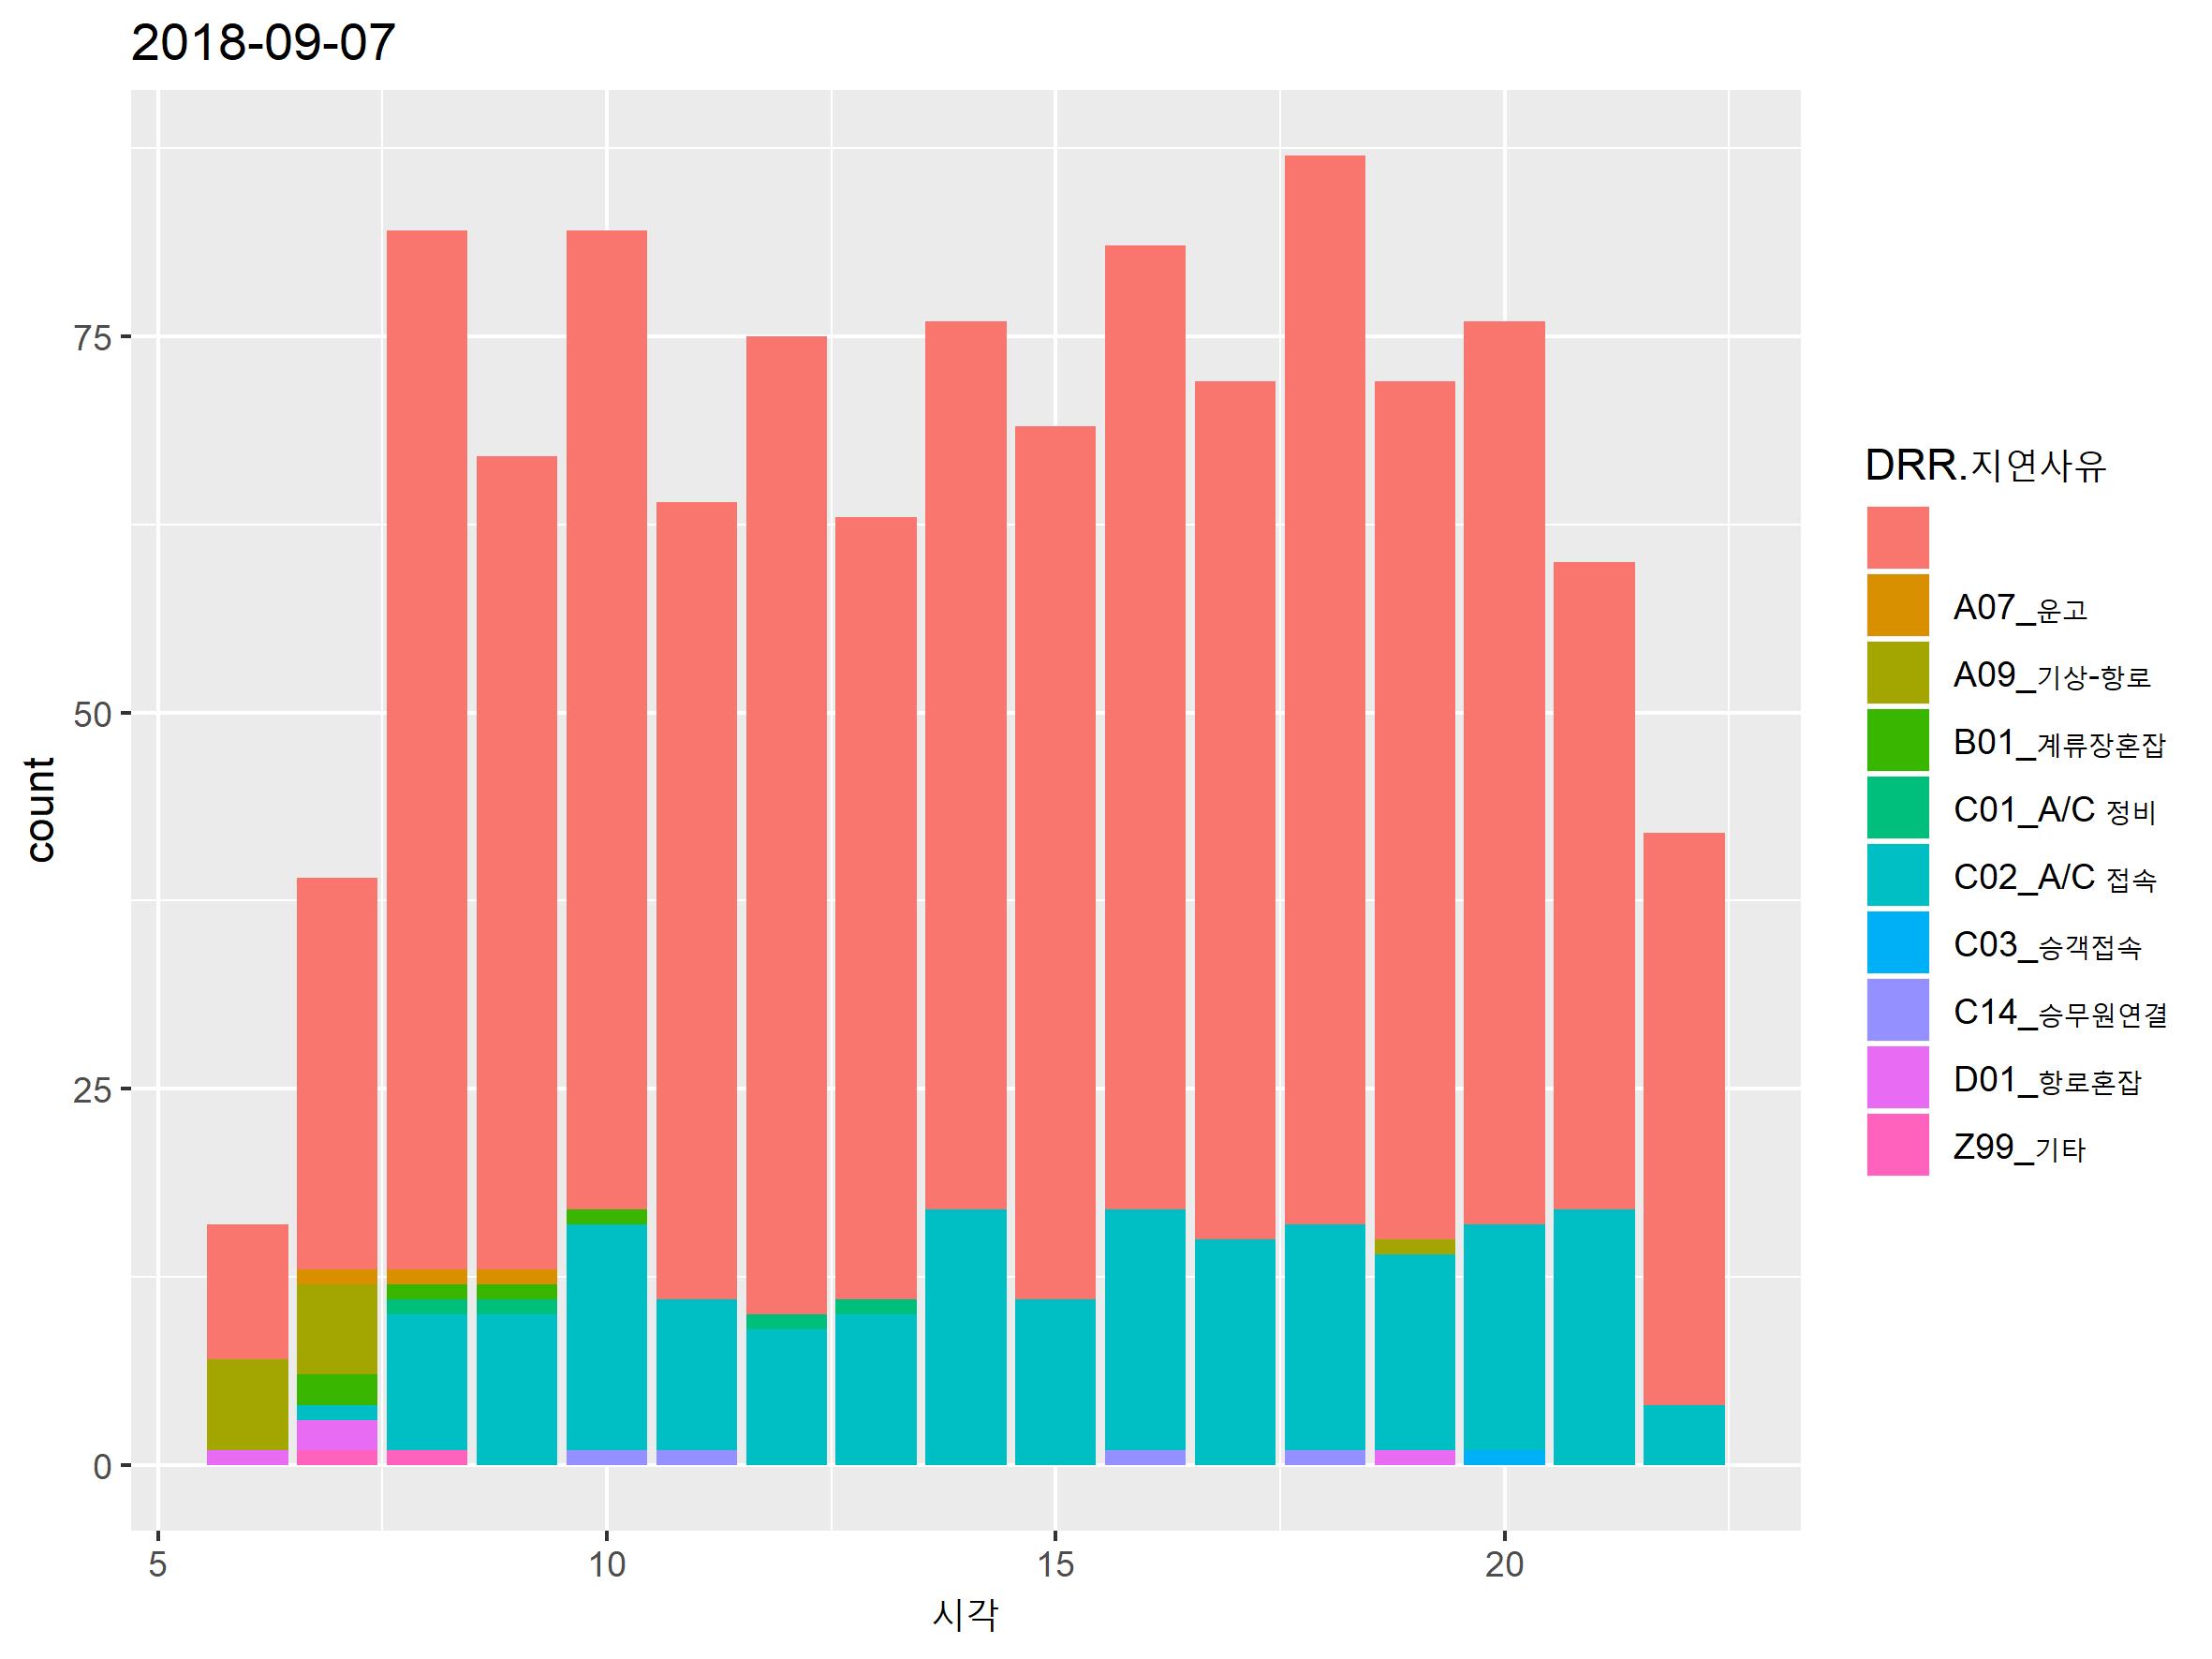 2018-09-07
count
75
50
25
0
5 10 15 20
시각
DRR.지연사유
A07_운고
A09_기상-항로
B01_계류장혼잡
C01_A/C 정비
C02_A/C 접속
C03_승객접속
C14_승무원연결
D01_항로혼잡
Z99_기타